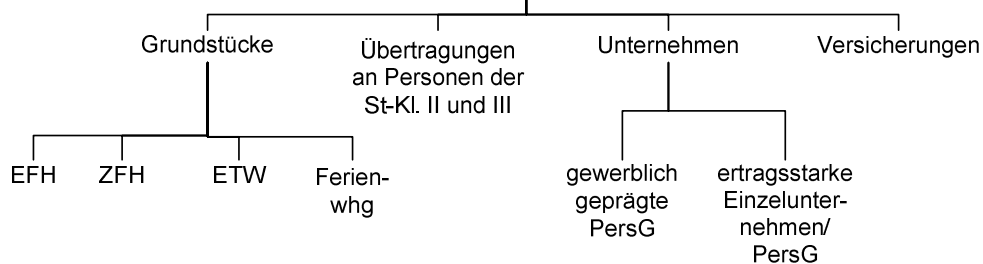 Grundstücke
Übertragungen
an Personen der
St-Kl. II und III
Unternehmen
Versicherungen
EFH
ZFH
ETW
Ferien-
whg
gewerblich
geprägte
PersG
ertragsstarke
Einzelunter-
nehmen/
PersG